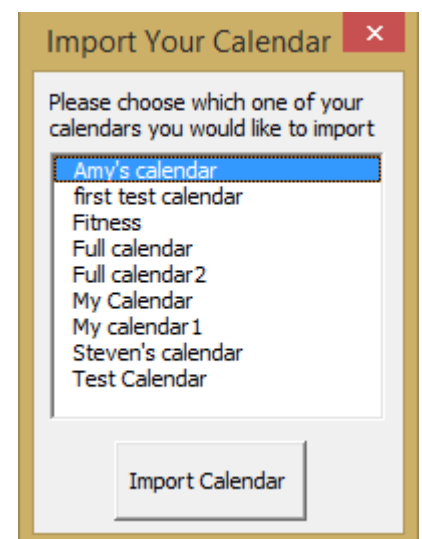 Import Your Calendar
Please choose which one of your
calendars you would like to import
Amy's calendar
first test calendar
Fitness
Full calendar
Full calendar2
My Calendar
My calendar1
Steven's calendar
Test Calendar
Import Calendar